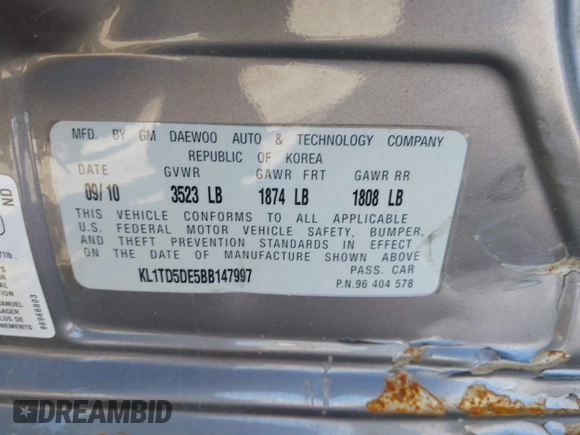 MFD. BY GM DAEWOO AUTO & TECHNOLOGY COMPANY
REPUBLIC OF KOREA
DATE GVWR GAWR FRT GAWR RR
09/10 3523 LB 1874 LB 1808 LB
THIS VEHICLE CONFORMS TO ALL APPLICABLE
U.S. FEDERAL MOTOR VEHICLE SAFETY, BUMPER,
AND THEFT PREVENTION STANDARDS IN EFFECT
ON THE DATE OF MANUFACTURE SHOWN ABOVE
KL1TD5DE5BB147997 PASS. CAR
P.N. 96 404 578
ND
96968803
DREAMBID